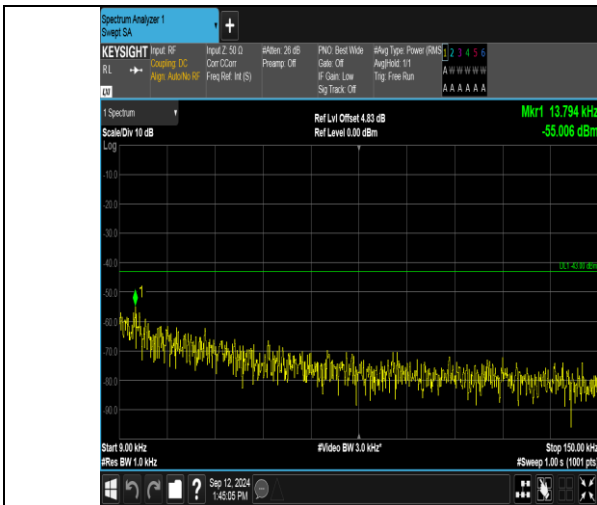 Spectrum Analyzer 1
Swept SA
KEYSIGHT Input: RF Input Z: 50 Ω #Atten: 26 dB PNO: Best Wide #Avg Type: Power (RMS 1 2 3 4 5 6
RL Coupling: DC Corr CCorr Preamp: Off Gate: Off Avg|Hold: 1/1 A W W W W W
Align: Auto/No RF Freq Ref: Int (S) IF Gain: Low Trig: Free Run
LXI Sig Track: Off A A A A A A
1 Spectrum Ref Lvl Offset 4.83 dB Mkr1 13.794 kHz
Scale/Div 10 dB Ref Level 0.00 dBm -55.006 dBm
Log
-10.0
-20.0
-30.0
-40.0
DL1 -43.00 dBm
-50.0
1
-60.0
-70.0
-80.0
-90.0
Start 9.00 kHz #Video BW 3.0 kHz* Stop 150.00 kHz
#Res BW 1.0 kHz #Sweep 1.00 s (1001 pts)
? Sep 12, 2024
1:45:05 PM